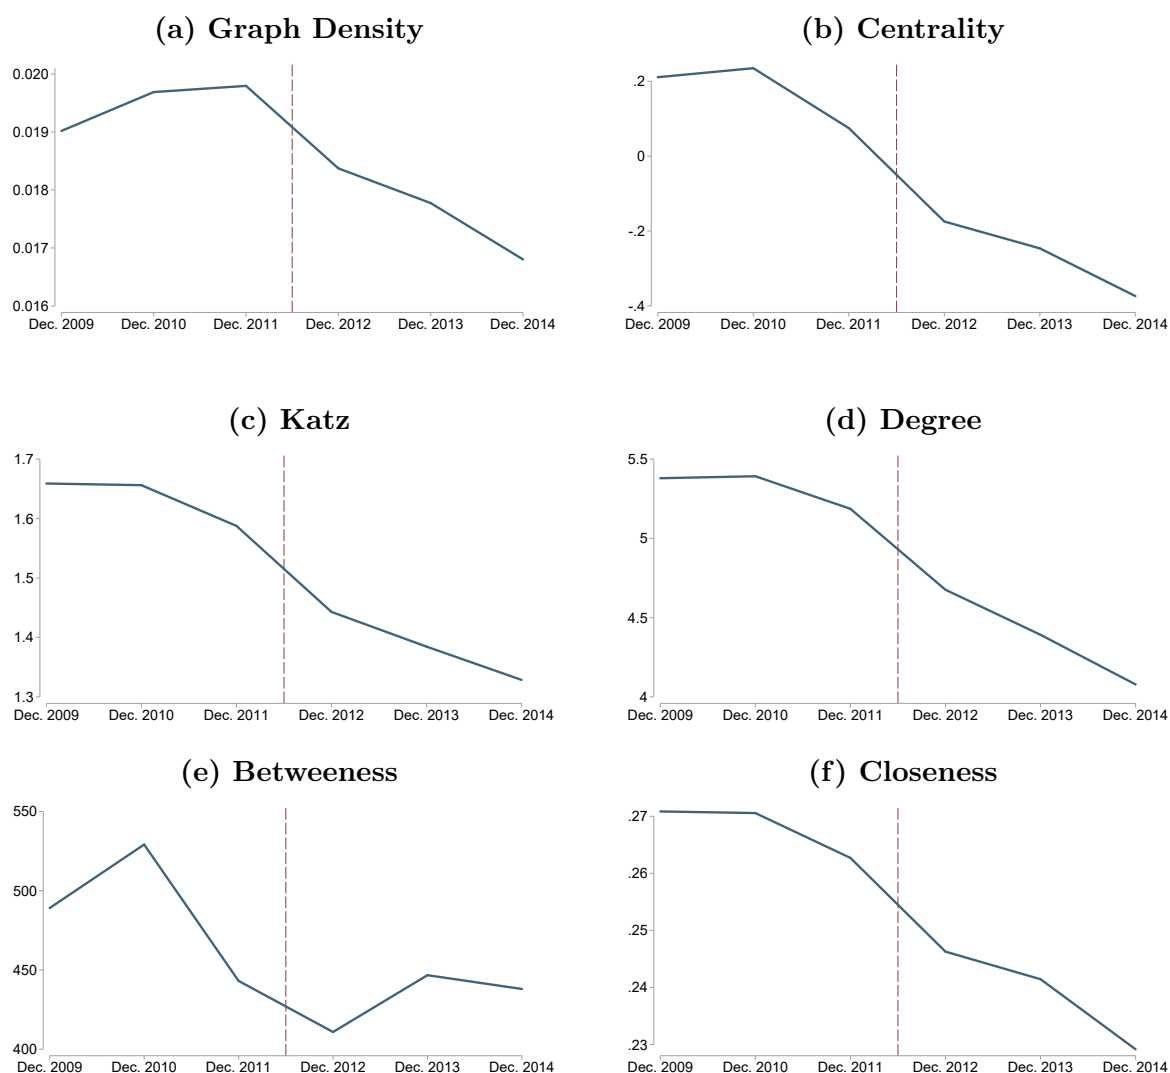 (a) Graph Density
0.020
0.019
0.018
0.017
0.016
Dec. 2009 Dec. 2010 Dec. 2011 Dec. 2012 Dec. 2013 Dec. 2014
(b) Centrality
.2
0
-.2
-.4
Dec. 2009 Dec. 2010 Dec. 2011 Dec. 2012 Dec. 2013 Dec. 2014
(c) Katz
1.7
1.6
1.5
1.4
1.3
Dec. 2009 Dec. 2010 Dec. 2011 Dec. 2012 Dec. 2013 Dec. 2014
(d) Degree
5.5
5
4.5
4
Dec. 2009 Dec. 2010 Dec. 2011 Dec. 2012 Dec. 2013 Dec. 2014
(e) Betweeness
550
500
450
400
Dec. 2009 Dec. 2010 Dec. 2011 Dec. 2012 Dec. 2013 Dec. 2014
(f) Closeness
.27
.26
.25
.24
.23
Dec. 2009 Dec. 2010 Dec. 2011 Dec. 2012 Dec. 2013 Dec. 2014